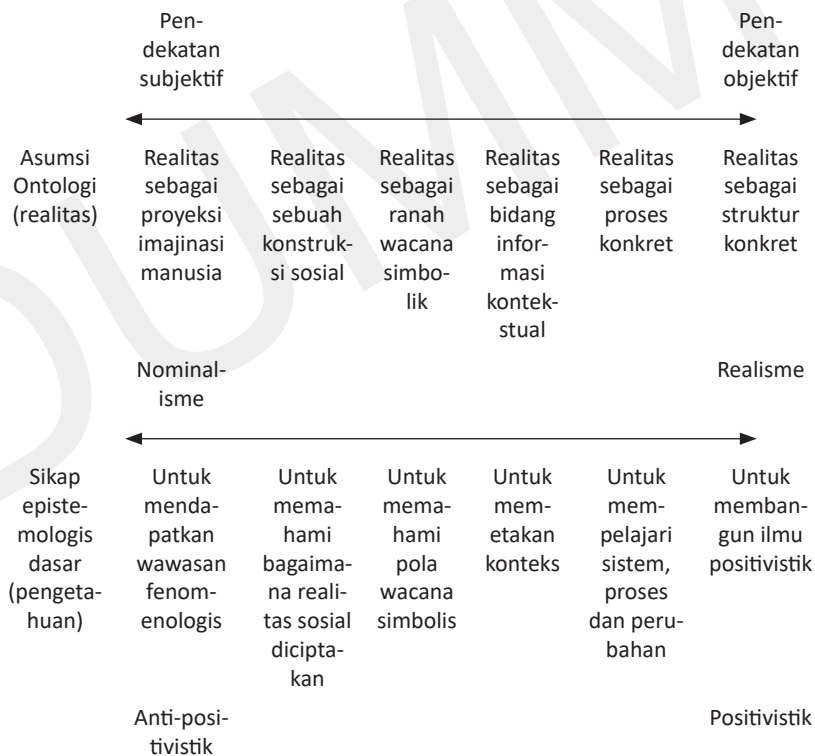 Pen-
dekatan
subjektif
Pen-
dekatan
objektif
Asumsi
Ontologi
(realitas)
Realitas
sebagai
proyeksi
imajinasi
manusia
Realitas
sebagai
sebuah
konstruk-
si sosial
Realitas
sebagai
ranah
wacana
simbo-
lik
Realitas
sebagai
bidang
infor-
masi
kontek-
stual
Realitas
sebagai
proses
konkret
Realitas
sebagai
struktur
konkret
Nominal-
isme
Realisme
Sikap
episte-
mologis
dasar
(pengeta-
huan)
Untuk
menda-
patkan
wawasan
fenom-
enologis
Untuk
mema-
hami
bagaima-
na reali-
tas sosial
dicipta-
kan
Untuk
mema-
hami
pola
wacana
simbolis
Untuk
mem-
etakan
konteks
Untuk
mem-
pelajari
sistem,
proses
dan peru-
bahan
Untuk
memban-
gun ilmu
positivistik
Anti-posi-
tivistik
Positivistik
DUMM